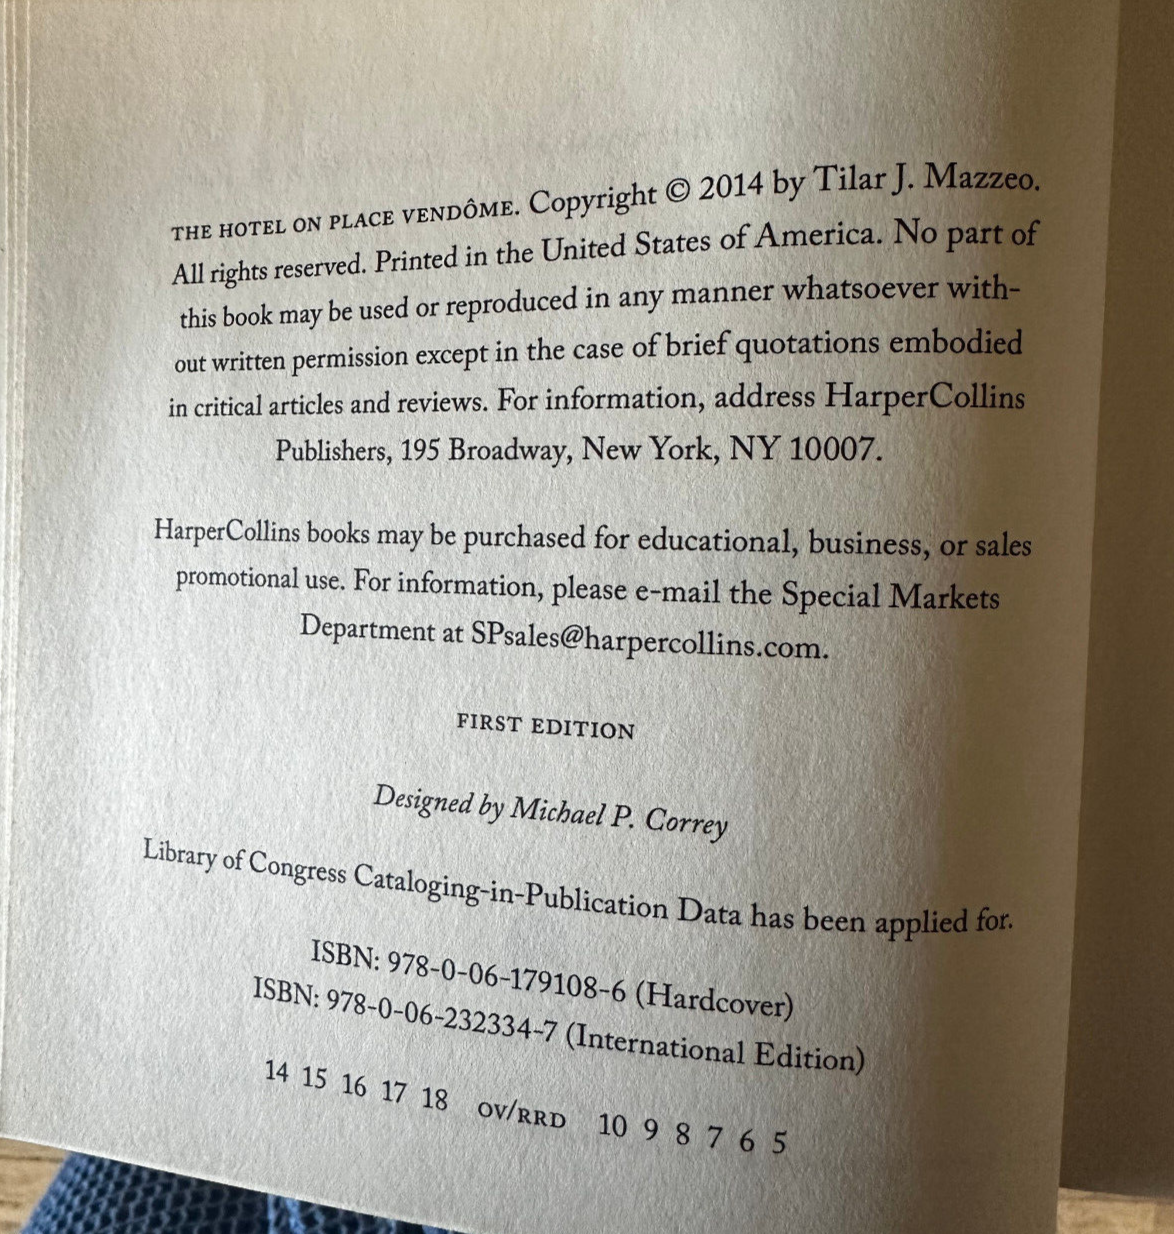 THE HOTEL ON PLACE VENDÔME. Copyright © 2014 by Tilar J. Mazzeo.
All rights reserved. Printed in the United States of America. No part of
this book may be used or reproduced in any manner whatsoever with-
out written permission except in the case of brief quotations embodied
in critical articles and reviews. For information, address HarperCollins
Publishers, 195 Broadway, New York, NY 10007.
HarperCollins books may be purchased for educational, business, or sales
promotional use. For information, please e-mail the Special Markets
Department at SPsales@harpercollins.com.
FIRST EDITION
Designed by Michael P. Correy
Library of Congress Cataloging-in-Publication Data has been applied for.
ISBN: 978-0-06-179108-6 (Hardcover)
ISBN: 978-0-06-232334-7 (International Edition)
14 15 16 17 18 OV/RRD 10 9 8 7 6 5